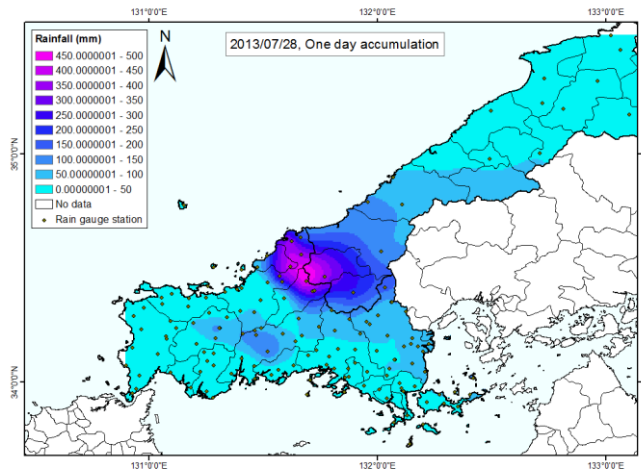 131°0'0"E 132°0'0"E 133°0'0"E
Rainfall (mm)
450.0000001 - 500
400.0000001 - 450
350.0000001 - 400
300.0000001 - 350
250.0000001 - 300
200.0000001 - 250
150.0000001 - 200
100.0000001 - 150
50.00000001 - 100
0.00000001 - 50
No data
Rain gauge station
N
2013/07/28, One day accumulation
35°0'0"N
34°0'0"N
131°0'0"E 132°0'0"E 133°0'0"E